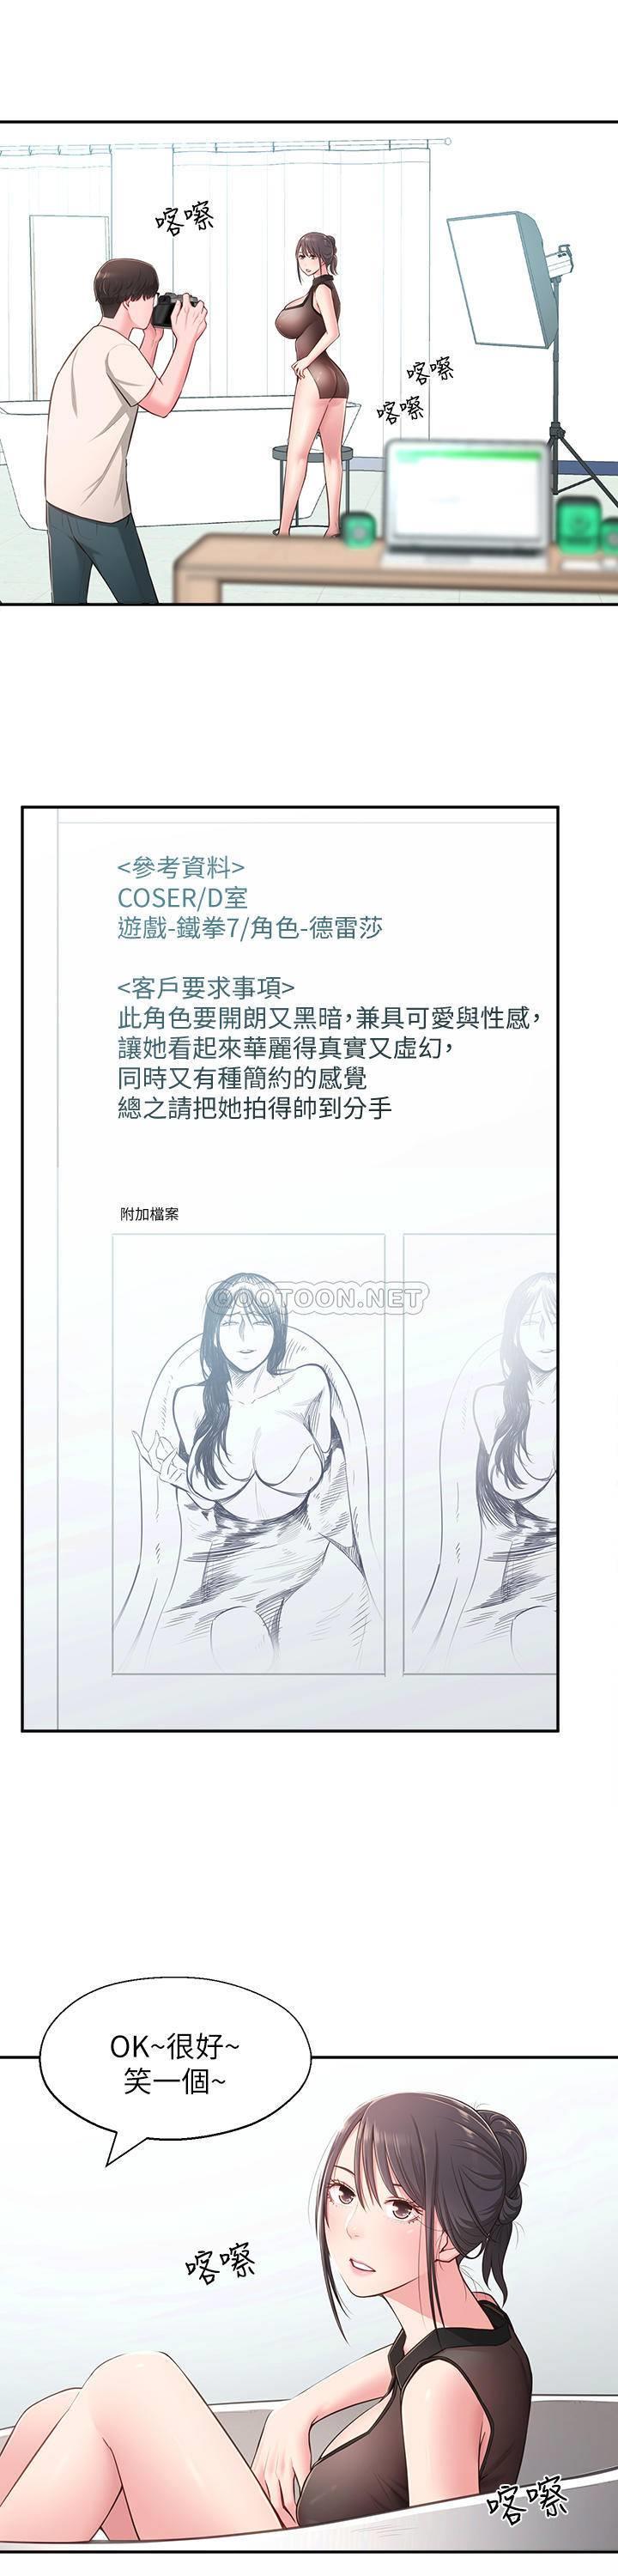 喀嚓
喀嚓
喀嚓
<參考資料>
COSER/D室
遊戲-鐵拳7/角色-德雷莎
<客戶要求事項>
此角色要開朗又黑暗，兼具可愛與性感，
讓她看起來華麗得真實又虛幻，
同時又有種簡約的感覺
總之請把她拍得帥到分手
附加檔案
TOOTOON.NET
OK~很好~
笑一個~
喀嚓
喀嚓